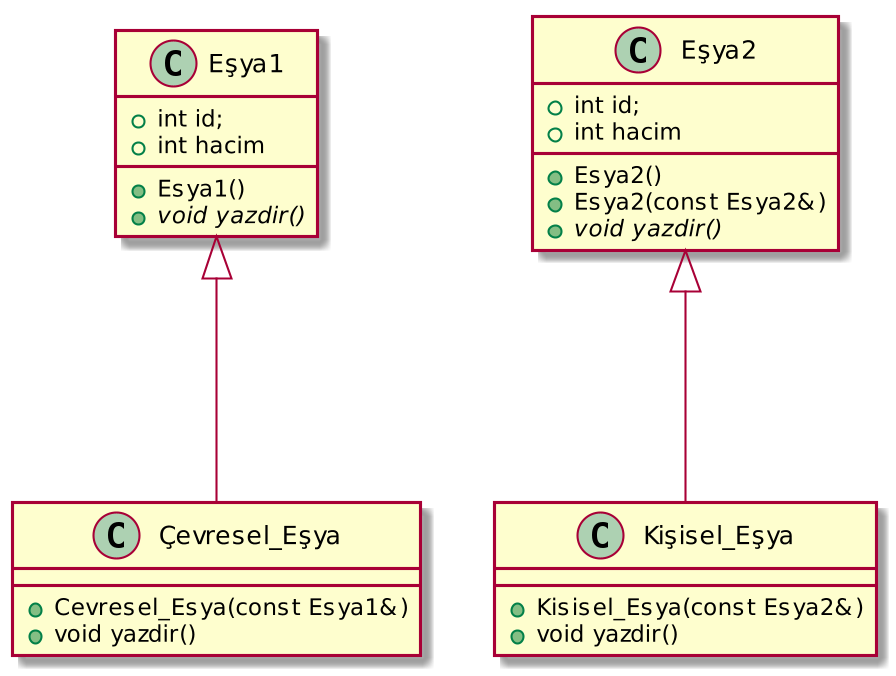 C Eşya1
int id;
int hacim
Esya1()
void yazdir()
C Eşya2
int id;
int hacim
Esya2()
Esya2(const Esya2&)
void yazdir()
C Çevresel_Eşya
Cevresel_Esya(const Esya1&)
void yazdir()
C Kişisel_Eşya
Kisisel_Esya(const Esya2&)
void yazdir()